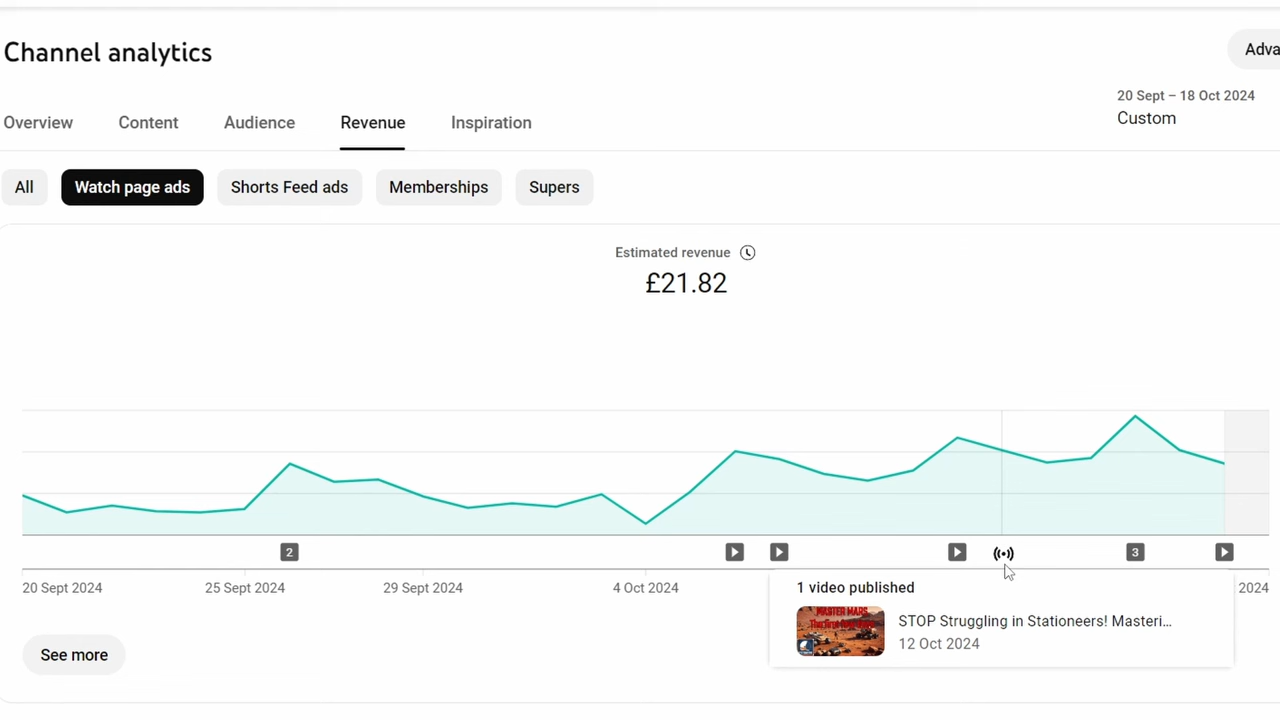 Channel analytics
Adva
20 Sept – 18 Oct 2024
Custom
Overview Content Audience Revenue Inspiration
All Watch page ads Shorts Feed ads Memberships Supers
Estimated revenue
£21.82
2 3
20 Sept 2024 25 Sept 2024 29 Sept 2024 4 Oct 2024 2024
1 video published
MASTER MARS
STOP Struggling in Stationeers! Masteri...
12 Oct 2024
See more